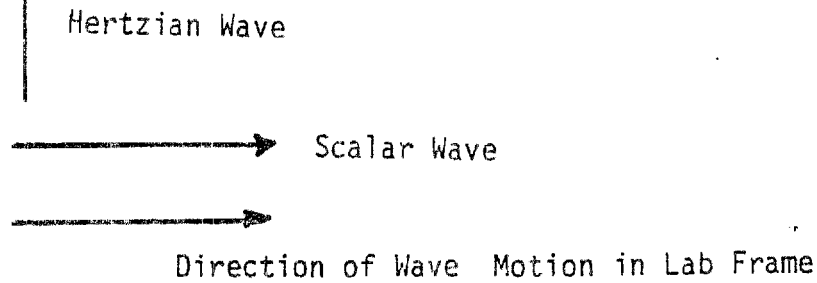 Hertzian Wave
Scalar Wave
Direction of Wave Motion in Lab Frame